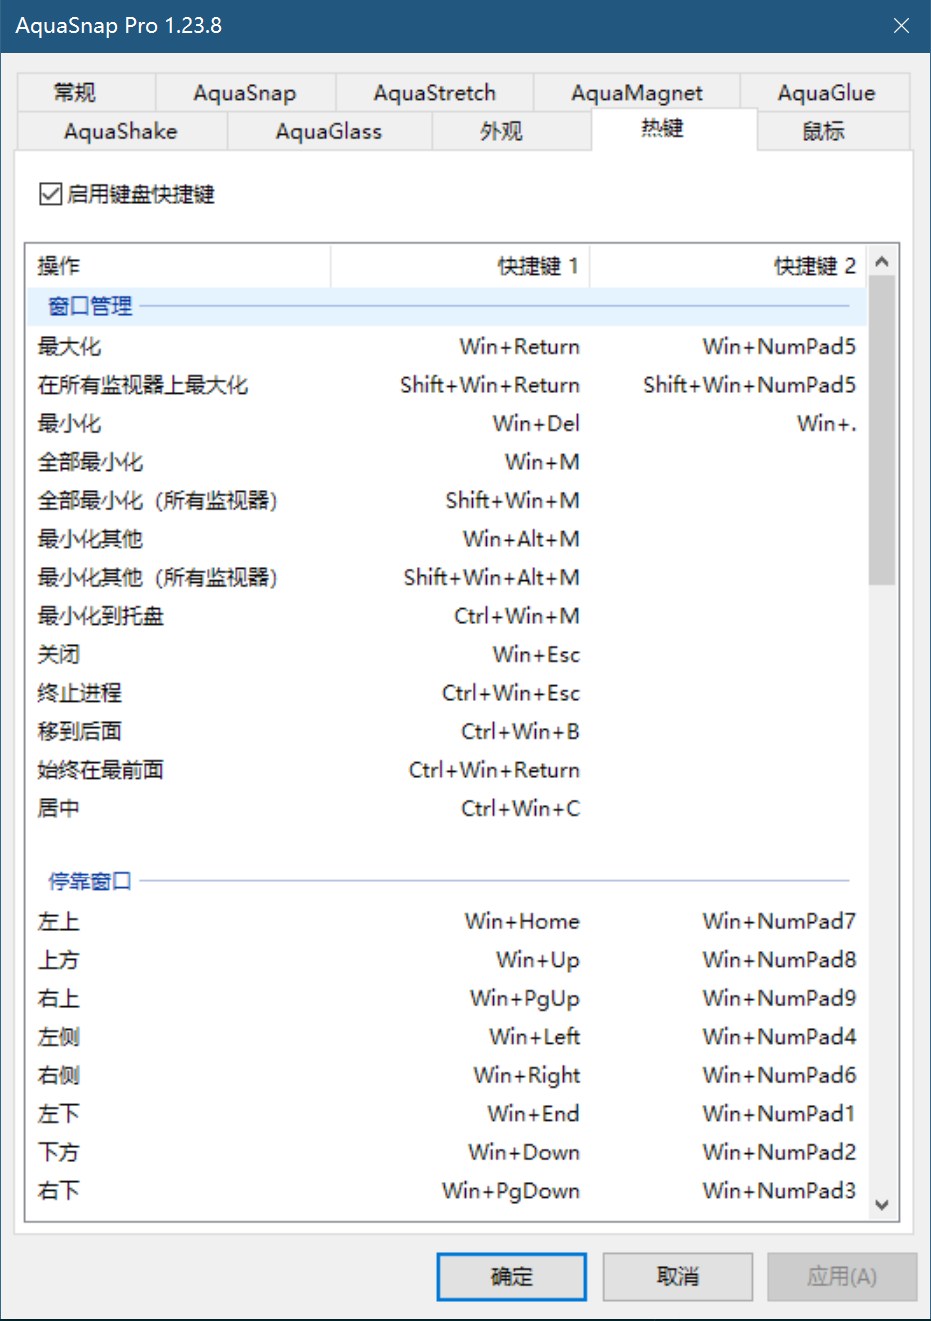 AquaSnap Pro 1.23.8
常规 AquaSnap AquaStretch AquaMagnet AquaGlue
AquaShake AquaGlass 外观 热键 鼠标
启用键盘快捷键
操作 快捷键 1 快捷键 2
窗口管理
最大化 Win+Return Win+NumPad5
在所有监视器上最大化 Shift+Win+Return Shift+Win+NumPad5
最小化 Win+Del Win+.
全部最小化 Win+M
全部最小化（所有监视器） Shift+Win+M
最小化其他 Win+Alt+M
最小化其他（所有监视器） Shift+Win+Alt+M
最小化到托盘 Ctrl+Win+M
关闭 Win+Esc
终止进程 Ctrl+Win+Esc
移到后面 Ctrl+Win+B
始终在最前面 Ctrl+Win+Return
居中 Ctrl+Win+C
停靠窗口
左上 Win+Home Win+NumPad7
上方 Win+Up Win+NumPad8
右上 Win+PgUp Win+NumPad9
左侧 Win+Left Win+NumPad4
右侧 Win+Right Win+NumPad6
左下 Win+End Win+NumPad1
下方 Win+Down Win+NumPad2
右下 Win+PgDown Win+NumPad3
确定 取消 应用(A)